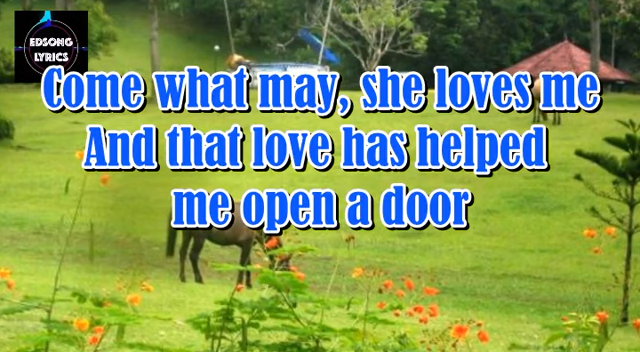 EDSONG
LYRICS
Come what may, she loves me
And that love has helped
me open a door